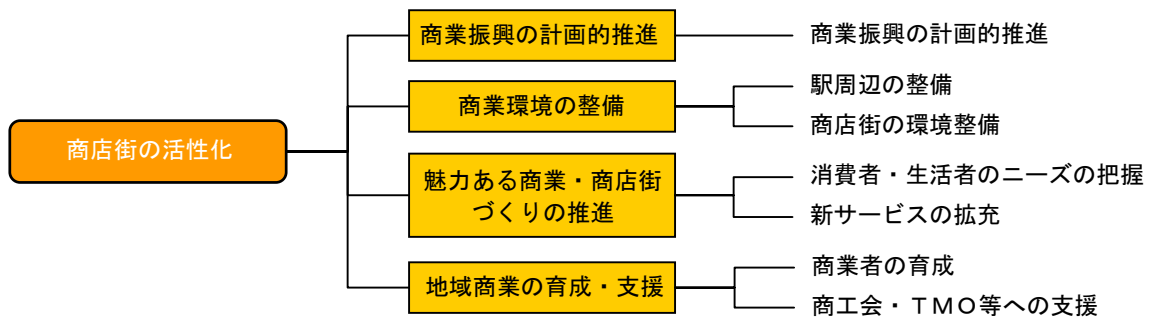 商店街の活性化
商業振興の計画的推進
商業振興の計画的推進
商業環境の整備
駅周辺の整備
商店街の環境整備
魅力ある商業・商店街
づくりの推進
消費者・生活者のニーズの把握
新サービスの拡充
地域商業の育成・支援
商業者の育成
商工会・ＴＭＯ等への支援